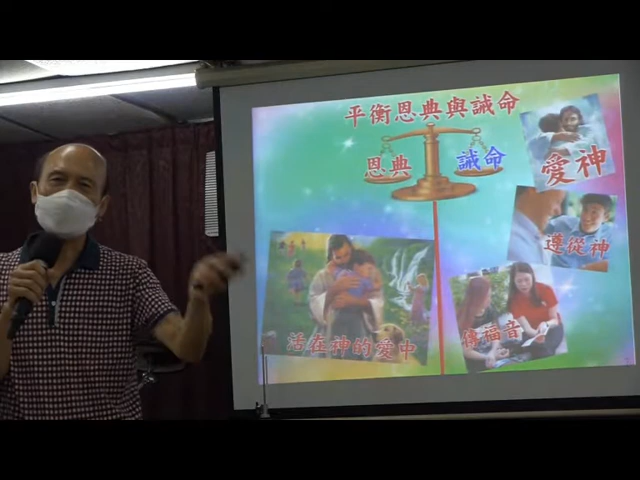 平衡恩典與誡命
恩典
誡命
愛神
遵從神
活在神的愛中
傳福音